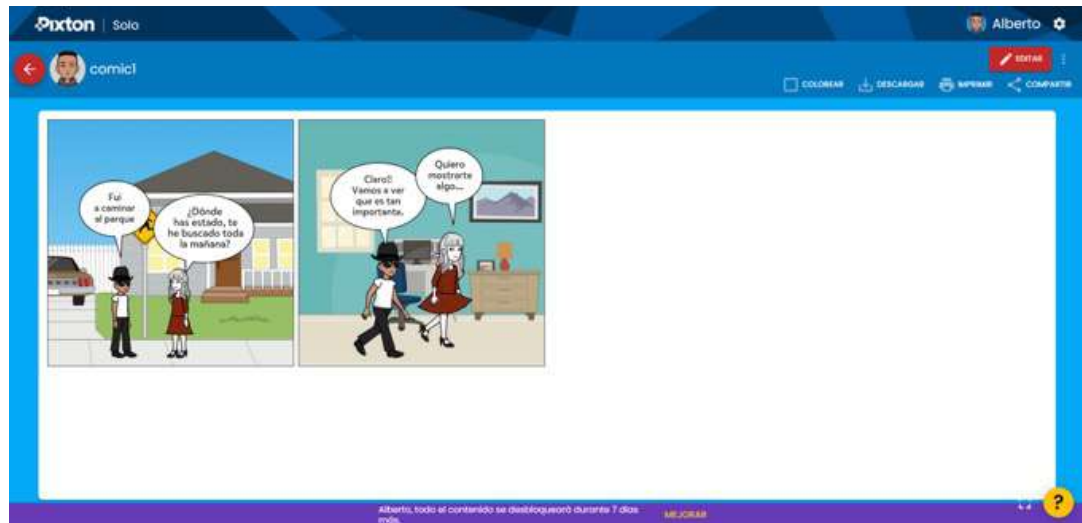 Pixton | Solo
Alberto
comic1
EDITAR
COLOREAR
DESCARGAR
IMPRIMIR
COMPARTIR
Fui
a caminar
al parque
¿Dónde
has estado, te
he buscado toda
la mañana?
Claro!!
Vamos a ver
que es tan
importante.
Quiero
mostrarte
algo...
Alberto, todo el contenido se desbloqueará durante 7 días
más.
MEJORAR
?